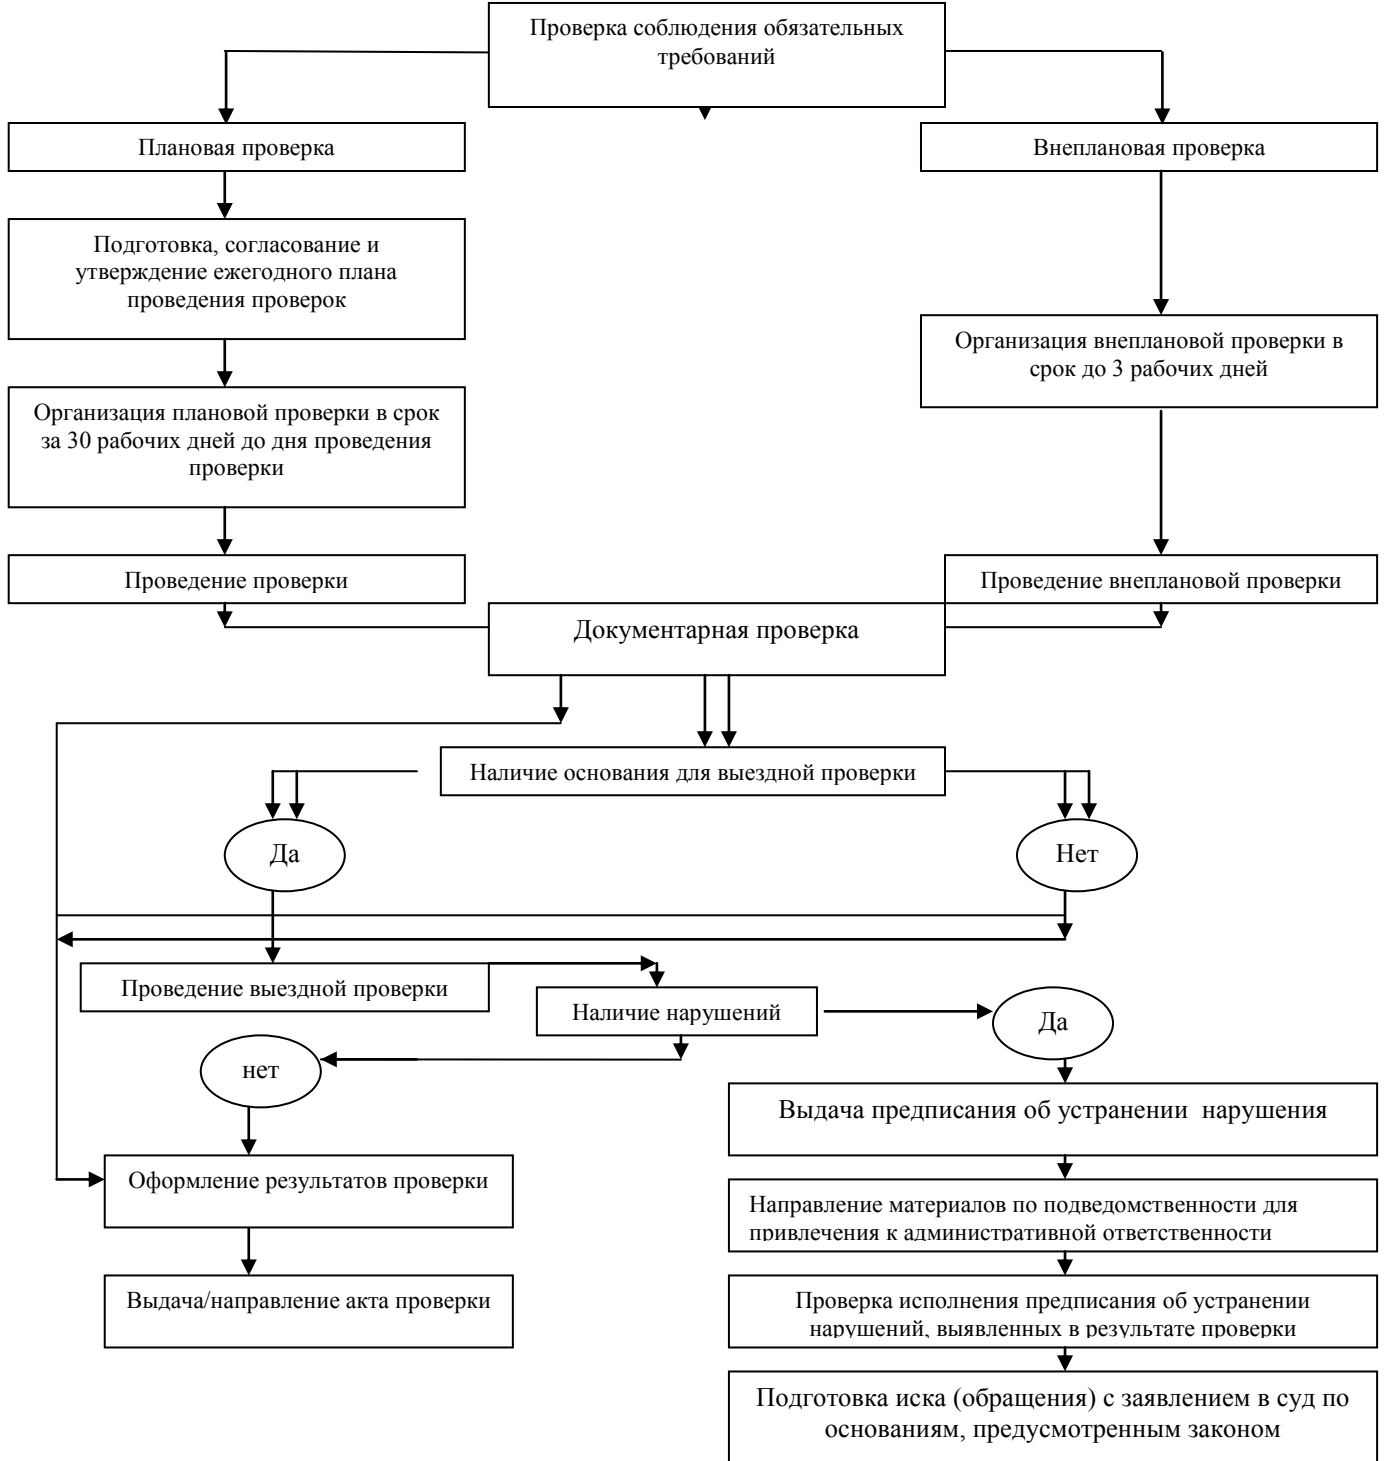 Проверка соблюдения обязательных
требований
Плановая проверка
Внеплановая проверка
Подготовка, согласование и
утверждение ежегодного плана
проведения проверок
Организация внеплановой проверки в
срок до 3 рабочих дней
Организация плановой проверки в срок
за 30 рабочих дней до дня проведения
проверки
Проведение проверки
Проведение внеплановой проверки
Документарная проверка
Наличие основания для выездной проверки
Да
Нет
Проведение выездной проверки
Наличие нарушений
Да
нет
Выдача предписания об устранении нарушения
Оформление результатов проверки
Направление материалов по подведомственности для
привлечения к административной ответственности
Выдача/направление акта проверки
Проверка исполнения предписания об устранении
нарушений, выявленных в результате проверки
Подготовка иска (обращения) с заявлением в суд по
основаниям, предусмотренным законом